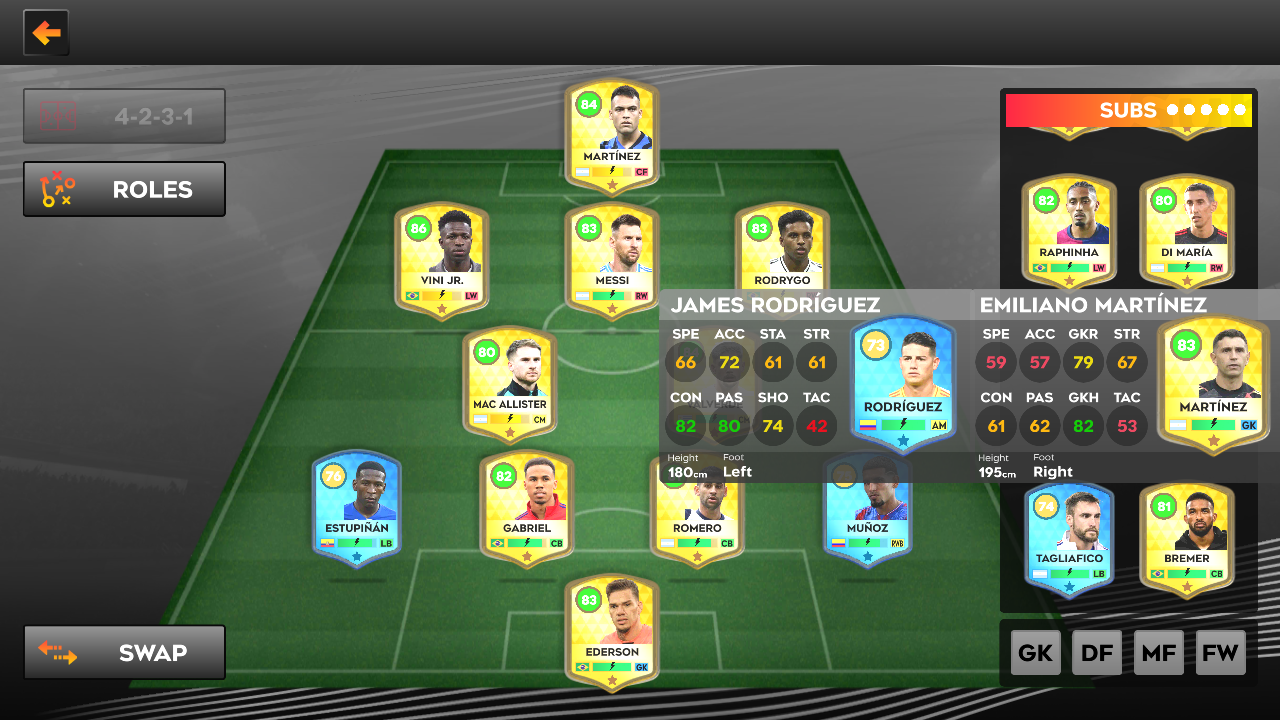 4-2-3-1
ROLES
84
MARTÍNEZ
CF
SUBS
86
VINI JR.
LW
83
MESSI
RW
83
RODRYGO
82
RAPHINHA
LW
80
DI MARÍA
RW
80
MAC ALLISTER
CM
JAMES RODRÍGUEZ
SPE ACC STA STR
66 72 61 61
CON PAS SHO TAC
82 80 74 42
Height Foot
180cm Left
73
RODRÍGUEZ
AM
EMILIANO MARTÍNEZ
SPE ACC GKR STR
59 57 79 67
CON PAS GKH TAC
61 62 82 53
Height Foot
195cm Right
83
MARTÍNEZ
GK
76
ESTUPIÑÁN
LB
82
GABRIEL
CB
ROMERO
CB
MUÑOZ
RWB
74
TAGLIAFICO
LB
81
BREMER
CB
83
EDERSON
GK
SWAP
GK DF MF FW